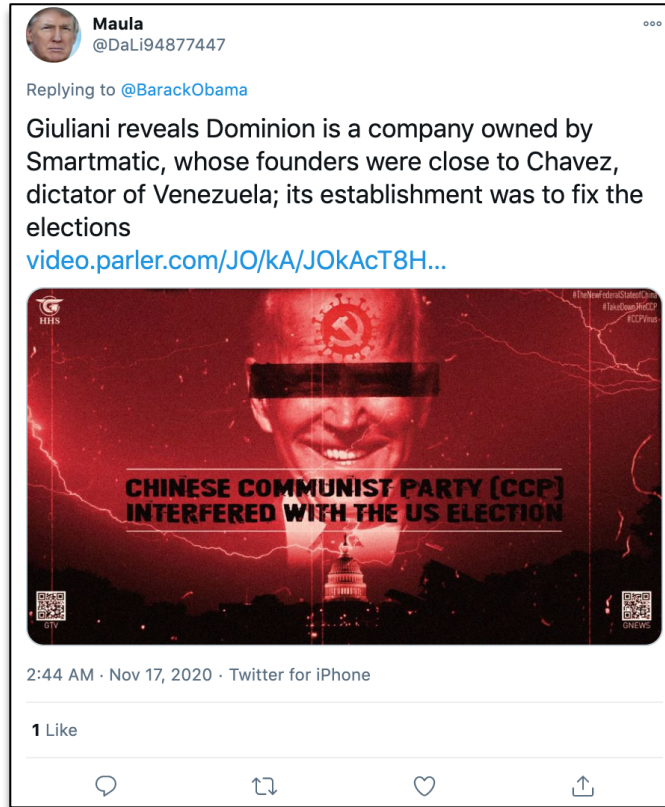 Maula
@DaLi94877447
Replying to @BarackObama
Giuliani reveals Dominion is a company owned by
Smartmatic, whose founders were close to Chavez,
dictator of Venezuela; its establishment was to fix the
elections
video.parler.com/JO/kA/JOkAcT8H...
HHS
#TheNewFederalStateofChina
#TakeDownTheCCP
#CCPVirus
CHINESE COMMUNIST PARTY (CCP)
INTERFERED WITH THE US ELECTION
GTV
GNEWS
2:44 AM · Nov 17, 2020 · Twitter for iPhone
1 Like